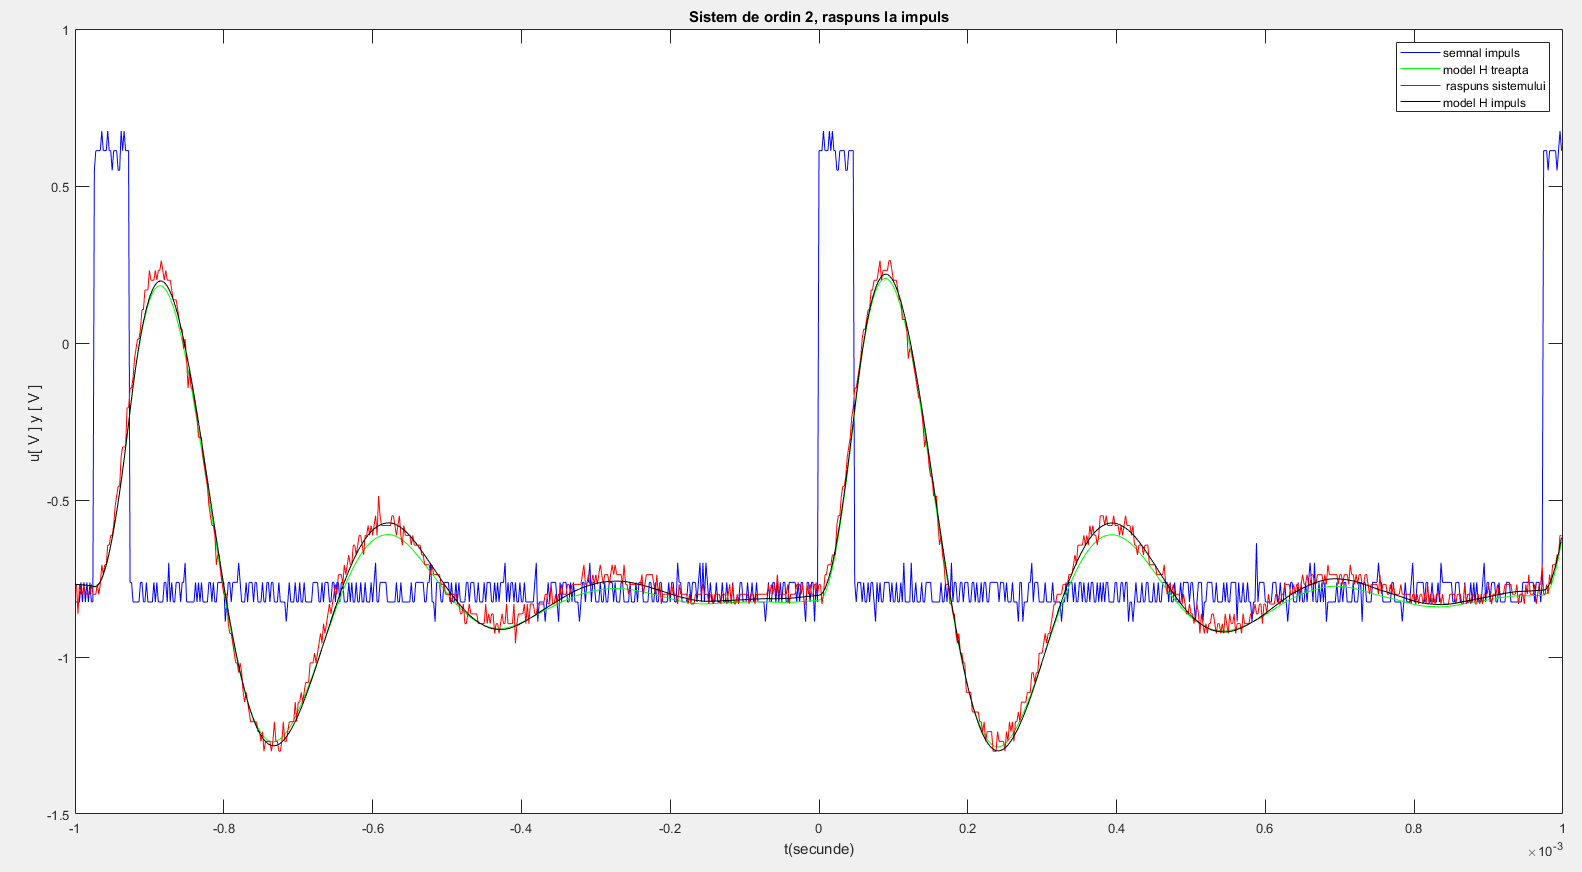 Sistem de ordin 2, raspuns la impuls
semnal impuls
model H treapta
raspuns sistemului
model H impuls
1
0.5
0
-0.5
-1
-1.5
u[ V ] y [ V ]
-1 -0.8 -0.6 -0.4 -0.2 0 0.2 0.4 0.6 0.8 1
t(secunde)
×10-3